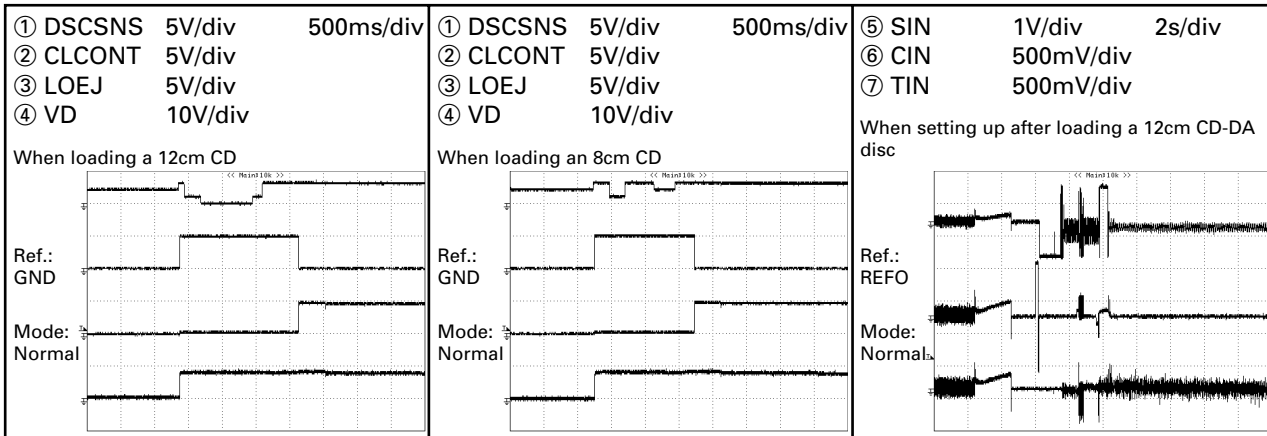 ① DSCSNS 5V/div 500ms/div
② CLCONT 5V/div
③ LOEJ 5V/div
④ VD 10V/div
When loading a 12cm CD
<< Main:10k >>
Ref.:
GND
Mode:
Normal
① DSCSNS 5V/div 500ms/div
② CLCONT 5V/div
③ LOEJ 5V/div
④ VD 10V/div
When loading an 8cm CD
<< Main:10k >>
Ref.:
GND
Mode:
Normal
⑤ SIN 1V/div 2s/div
⑥ CIN 500mV/div
⑦ TIN 500mV/div
When setting up after loading a 12cm CD-DA
disc
<< Main:10k >>
Ref.:
REFO
Mode:
Normal